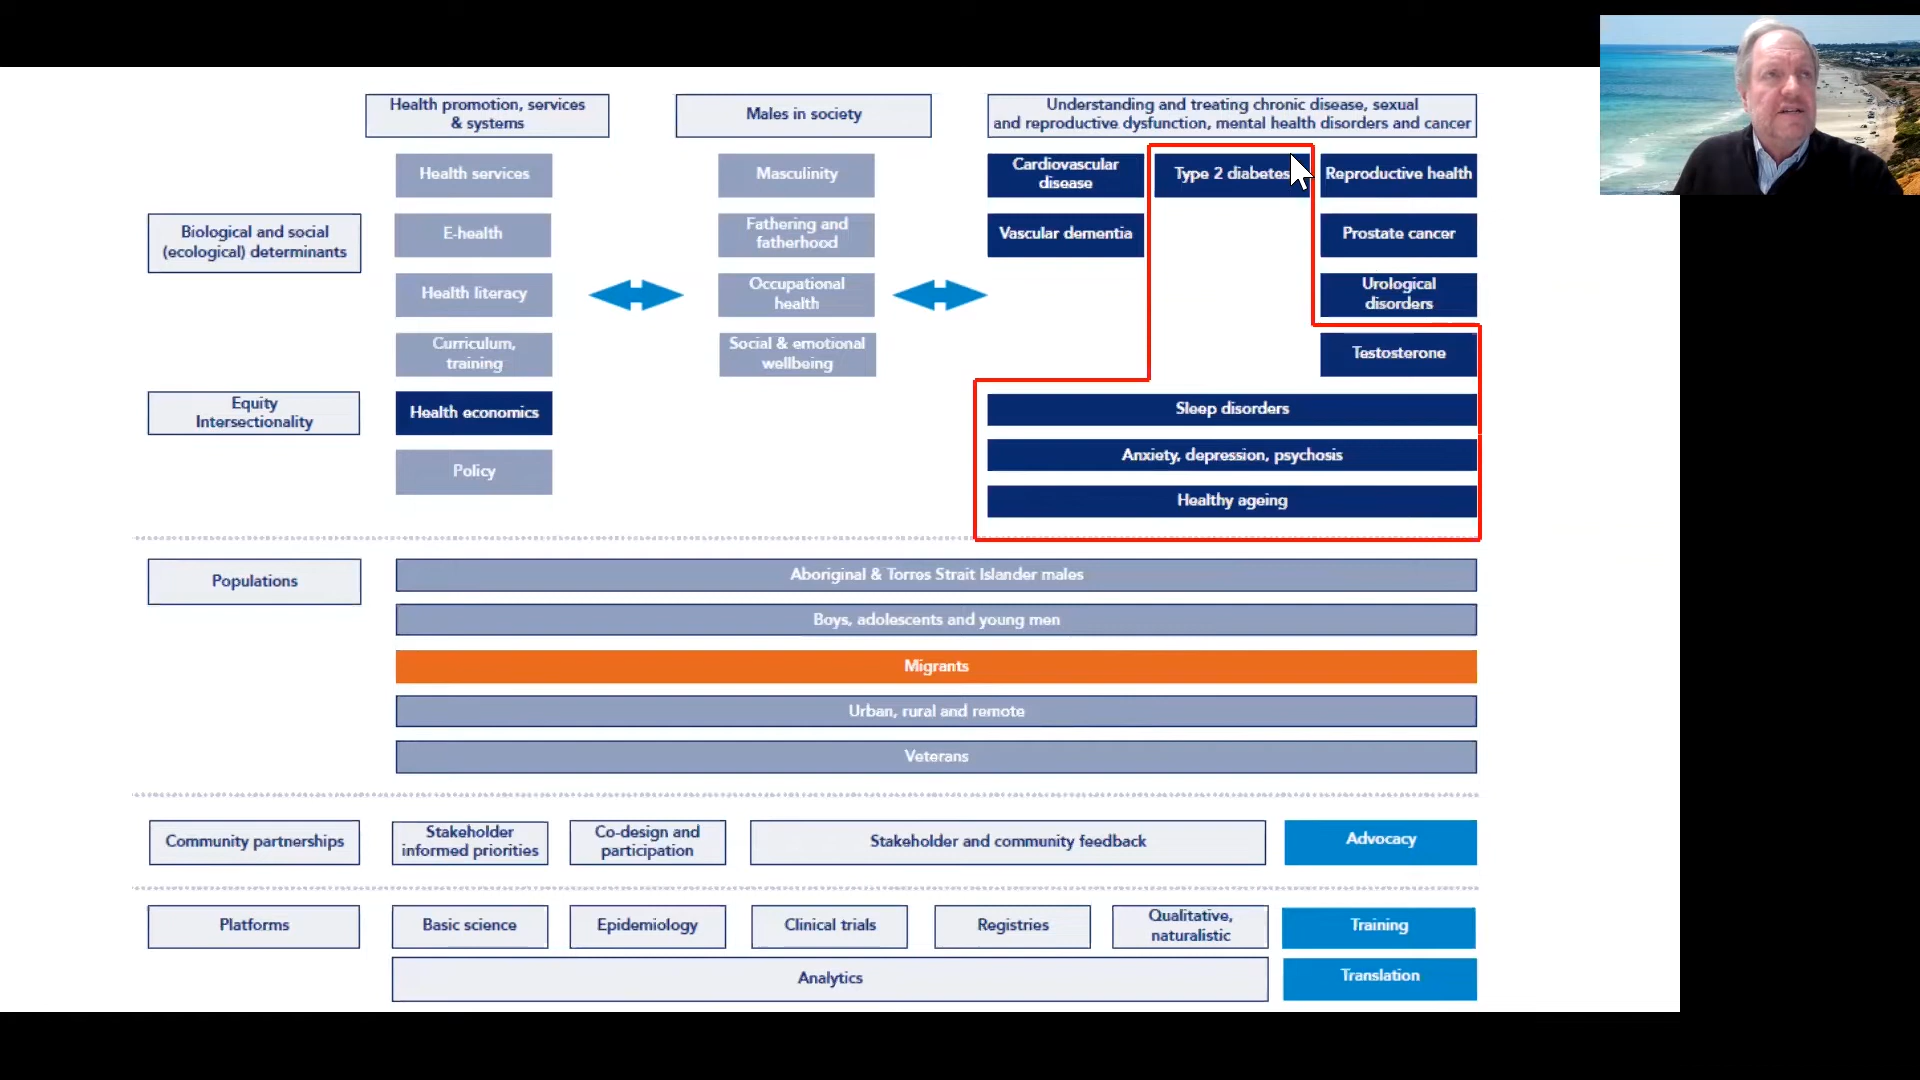 Health promotion, services
& systems
Males in society
Understanding and treating chronic disease, sexual
and reproductive dysfunction, mental health disorders and cancer
Biological and social
(ecological) determinants
Equity
Intersectionality
Health services
E-health
Health literacy
Curriculum,
training
Health economics
Policy
Masculinity
Fathering and
fatherhood
Occupational
health
Social & emotional
wellbeing
Cardiovascular
disease
Vascular dementia
Type 2 diabetes
Reproductive health
Prostate cancer
Urological
disorders
Testosterone
Sleep disorders
Anxiety, depression, psychosis
Healthy ageing
Populations
Aboriginal & Torres Strait Islander males
Boys, adolescents and young men
Migrants
Urban, rural and remote
Veterans
Community partnerships
Stakeholder
informed priorities
Co-design and
participation
Stakeholder and community feedback
Advocacy
Platforms
Basic science
Epidemiology
Clinical trials
Registries
Qualitative,
naturalistic
Training
Analytics
Translation